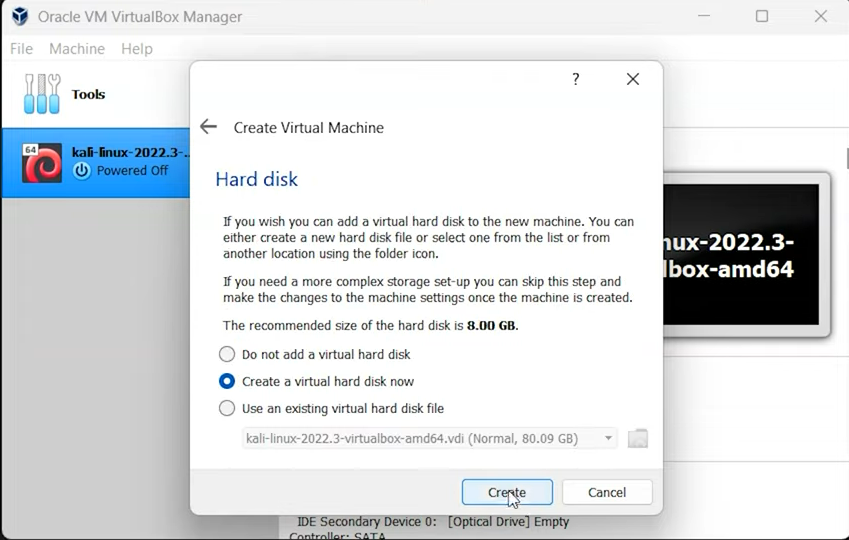 Oracle VM VirtualBox Manager
File Machine Help
Tools
64
kali-linux-2022.3-...
Powered Off
?
Create Virtual Machine
Hard disk
If you wish you can add a virtual hard disk to the new machine. You can
either create a new hard disk file or select one from the list or from
another location using the folder icon.
If you need a more complex storage set-up you can skip this step and
make the changes to the machine settings once the machine is created.
The recommended size of the hard disk is 8.00 GB.
Do not add a virtual hard disk
Create a virtual hard disk now
Use an existing virtual hard disk file
kali-linux-2022.3-virtualbox-amd64.vdi (Normal, 80.09 GB)
Create Cancel
nux-2022.3-
lbox-amd64
IDE Secondary Device 0: [Optical Drive] Empty
Controller: SATA